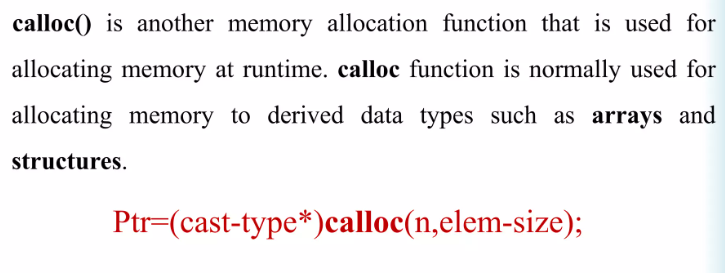 calloc() is another memory allocation function that is used for
allocating memory at runtime. calloc function is normally used for
allocating memory to derived data types such as arrays and
structures.
Ptr=(cast-type*)calloc(n,elem-size);